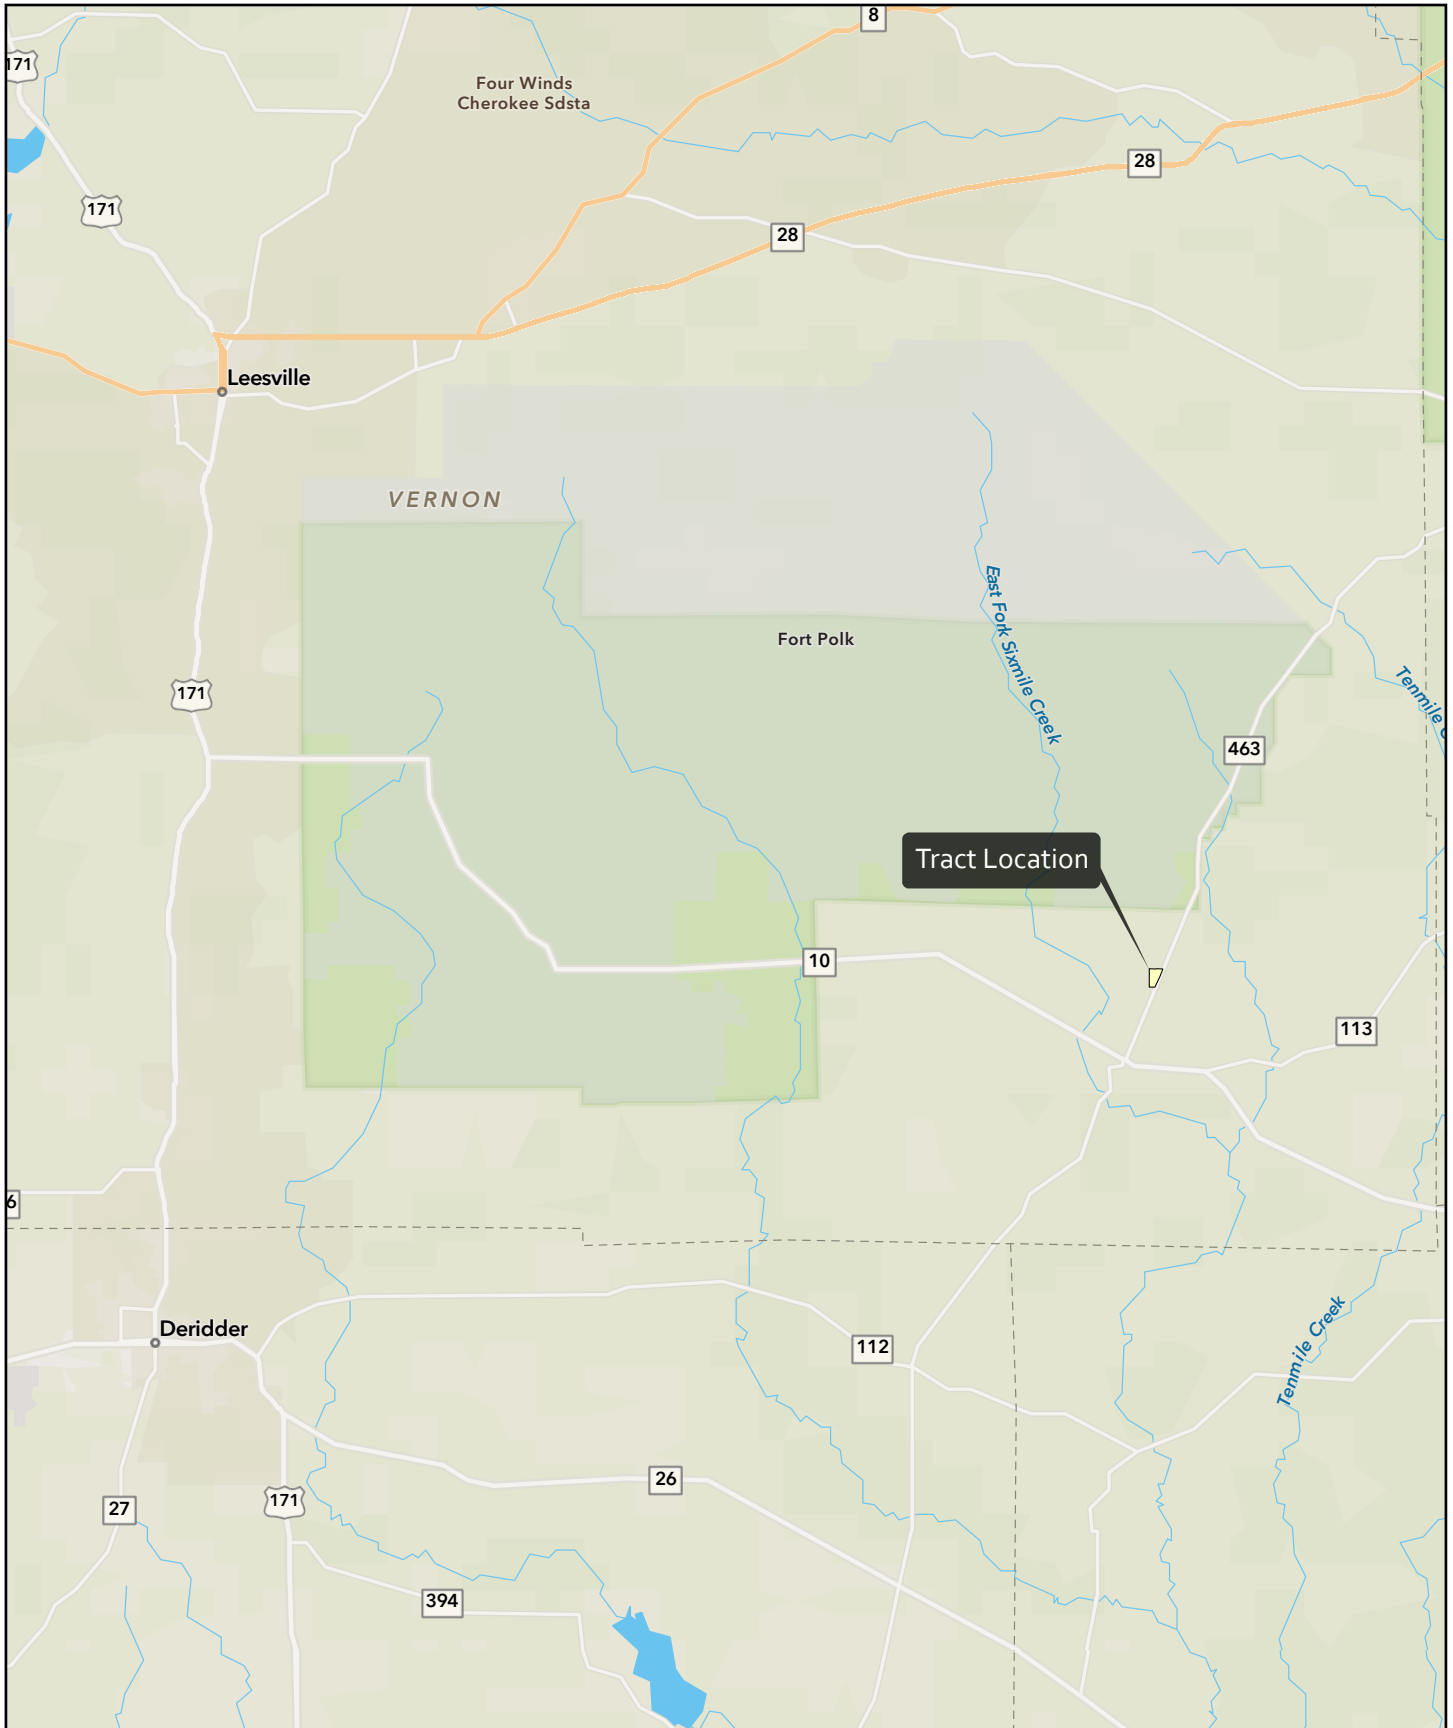 8
171
Four Winds
Cherokee Sdsta
28
171
28
Leesville
VERNON
East Fork Sixmile Creek
Fort Polk
Tenmile
171
463
Tract Location
10
113
6
Tenmile Creek
Deridder
112
26
171
27
394